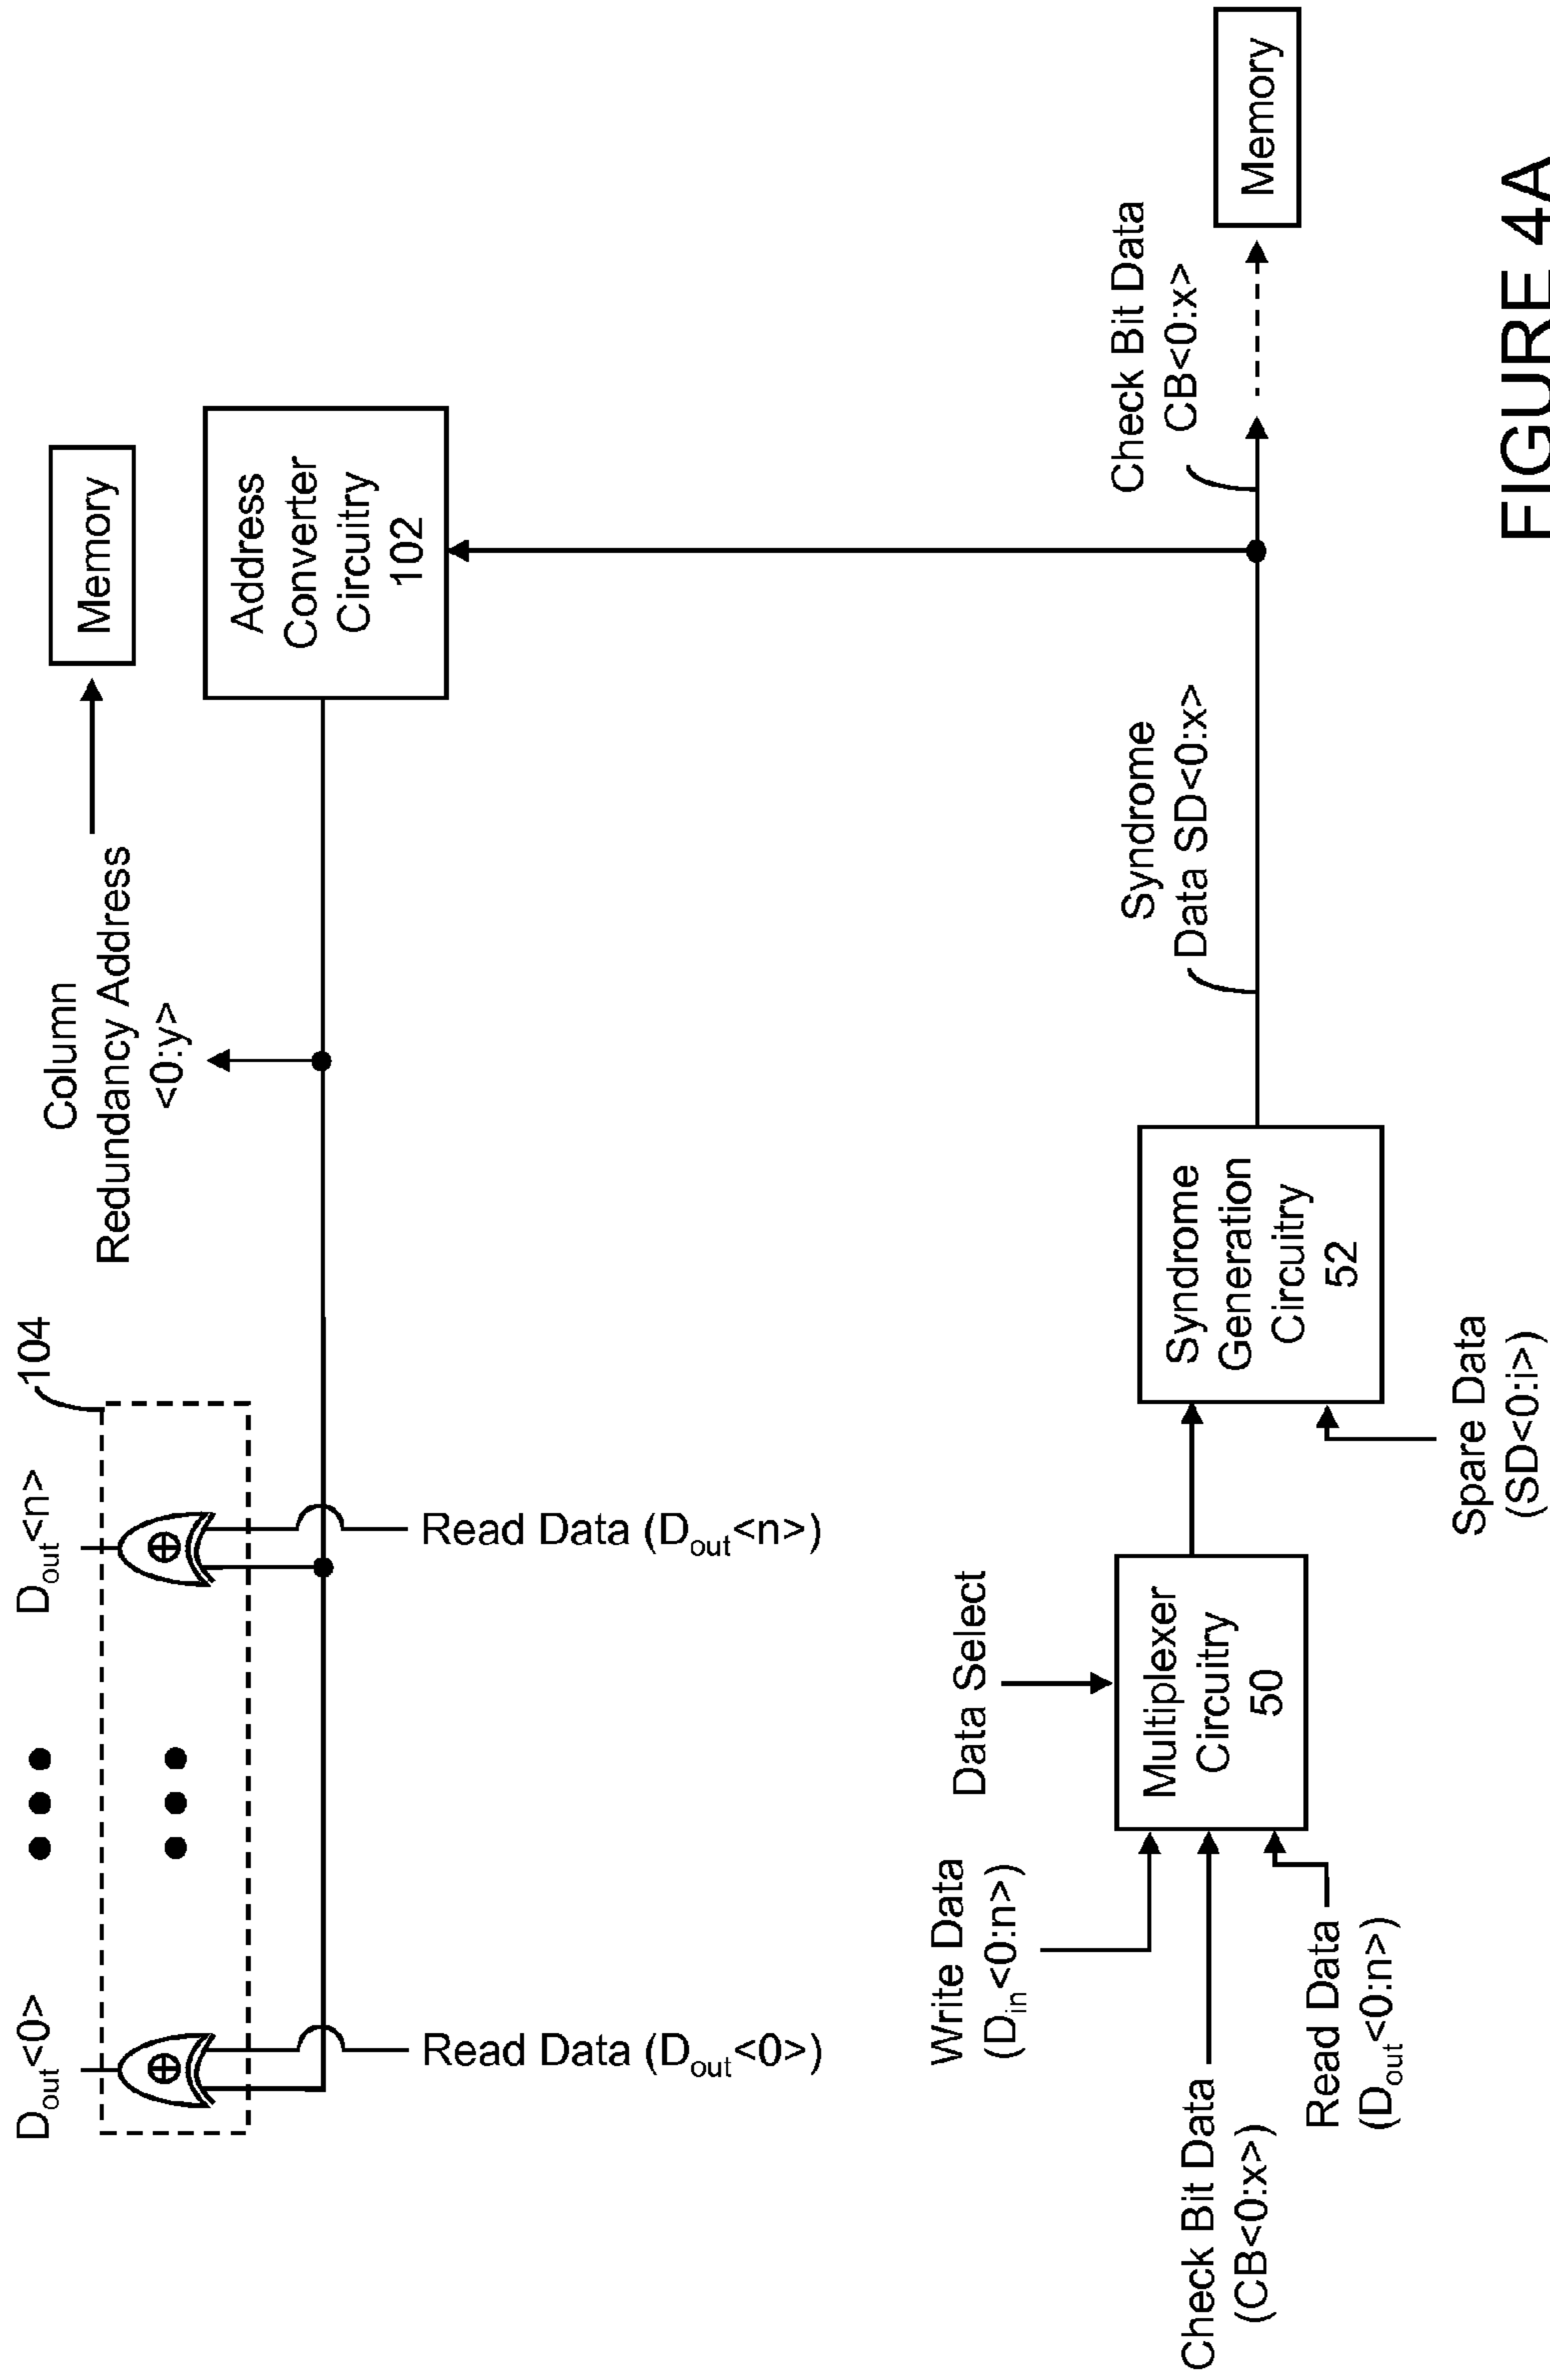 D_out<0>
D_out<n>
104
Column
Redundancy Address
<0:y>
Memory
Address
Converter
Circuitry
102
Read Data (D_out<0>)
Read Data (D_out<n>)
Write Data
(D_in<0:n>)
Data Select
Check Bit Data
(CB<0:x>)
Read Data
(D_out<0:n>)
Multiplexer
Circuitry
50
Spare Data
(SD<0:i>)
Syndrome
Generation
Circuitry
52
Syndrome
Data SD<0:x>
Check Bit Data
CB<0:x>
Memory
FIGURE 4A